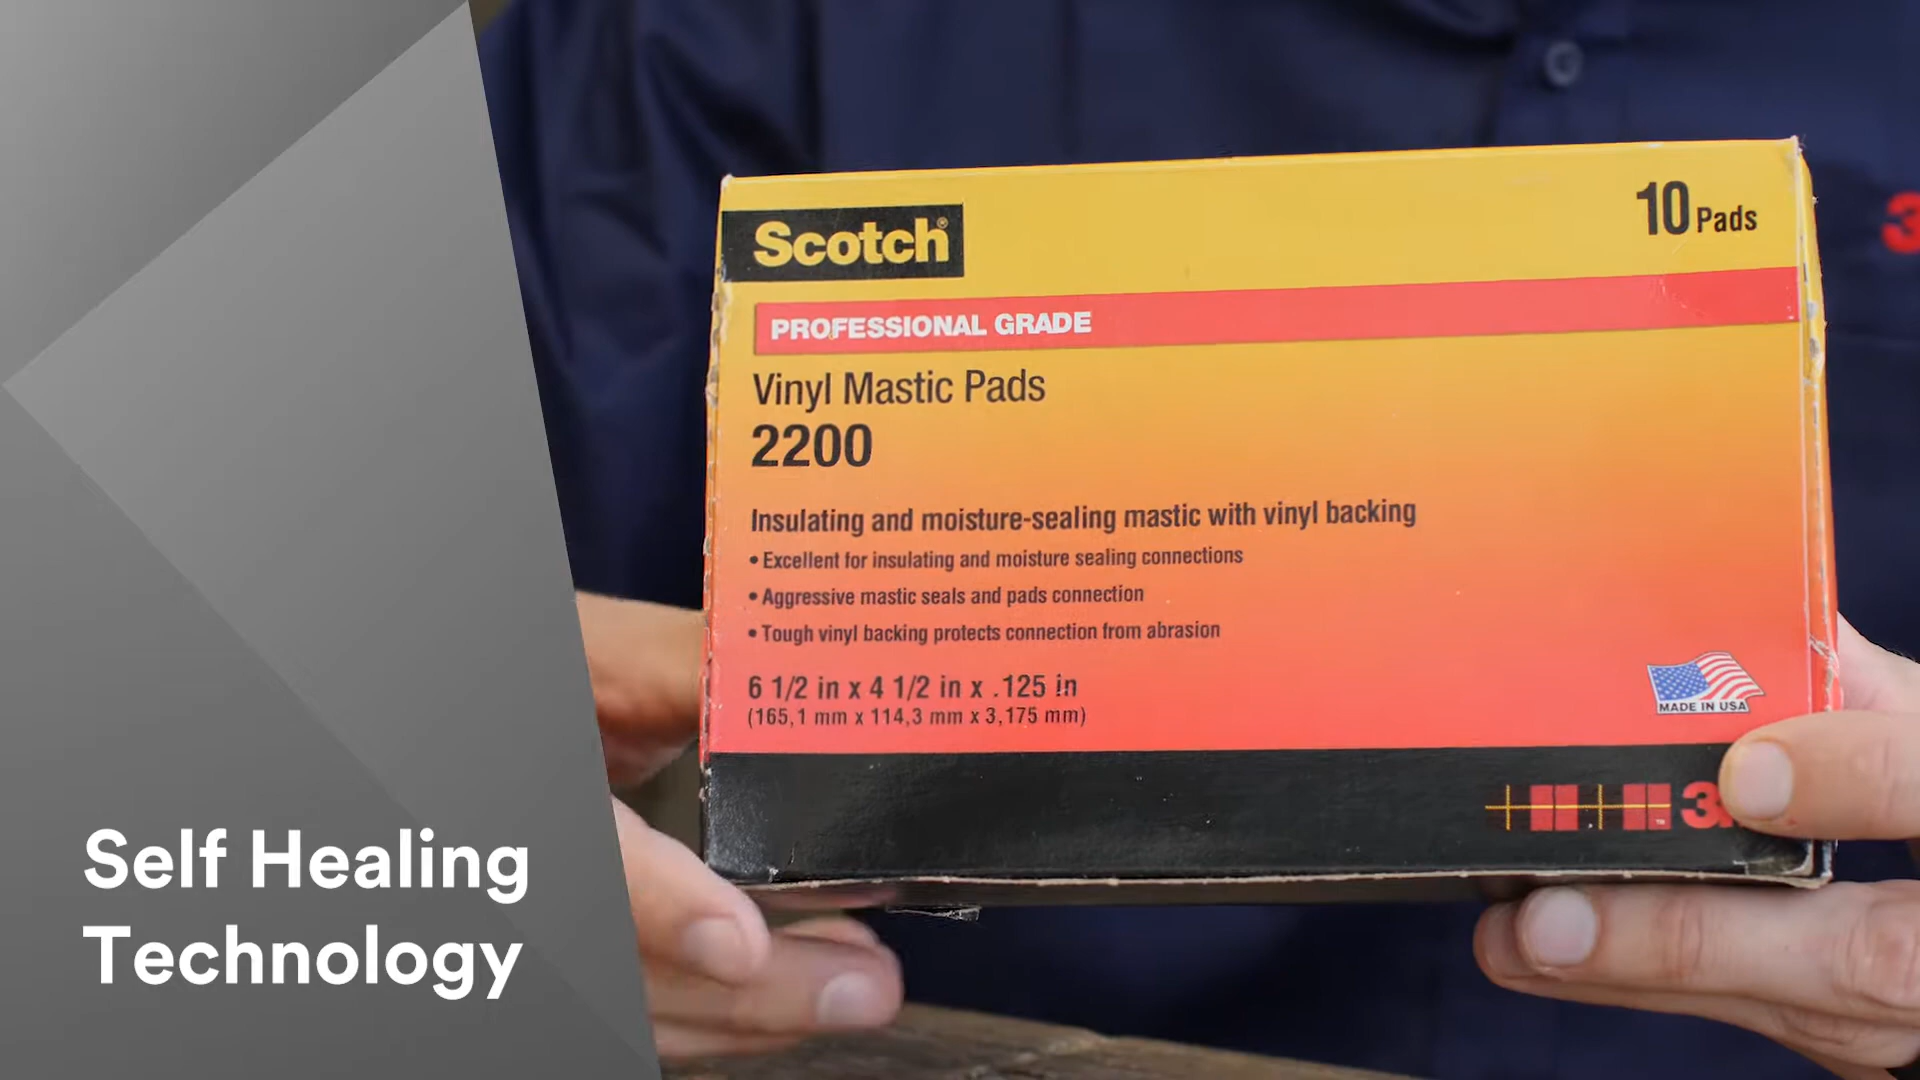 Self Healing
Technology
Scotch®
10 Pads
PROFESSIONAL GRADE
Vinyl Mastic Pads
2200
Insulating and moisture-sealing mastic with vinyl backing
• Excellent for insulating and moisture sealing connections
• Aggressive mastic seals and pads connection
• Tough vinyl backing protects connection from abrasion
6 1/2 in x 4 1/2 in x .125 in
(165,1 mm x 114,3 mm x 3,175 mm)
MADE IN USA